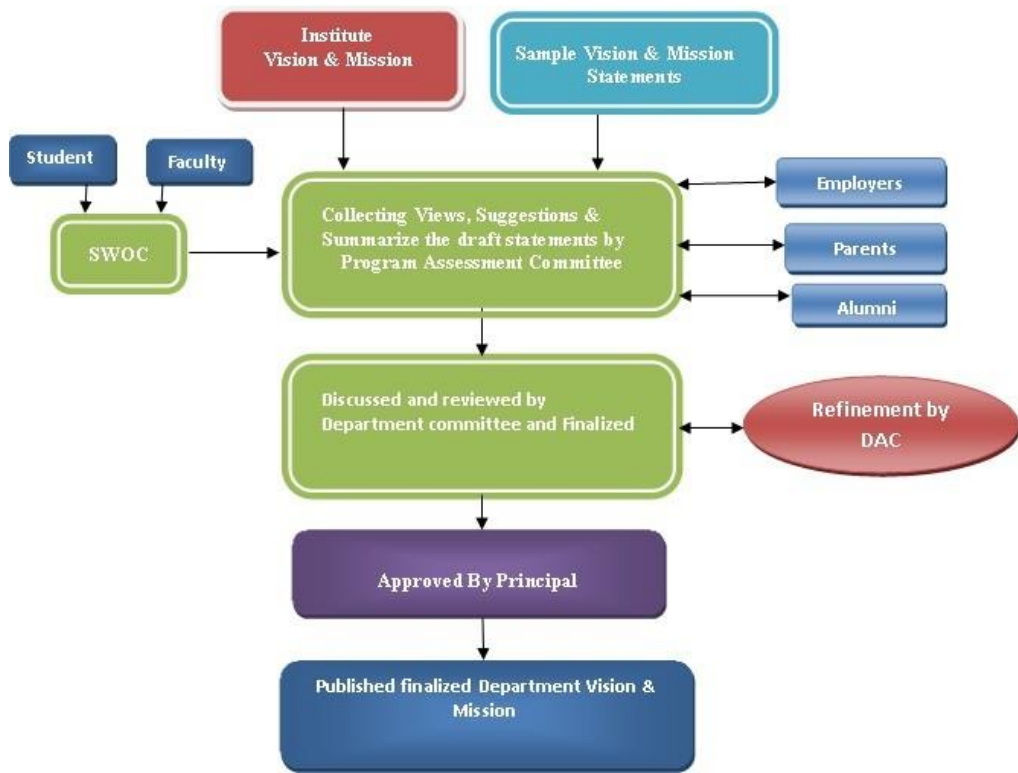 Institute
Vision & Mission
Sample Vision & Mission
Statements
Student
Faculty
SWOC
Collecting Views, Suggestions &
Summarize the draft statements by
Program Assessment Committee
Employers
Parents
Alumni
Discussed and reviewed by
Department committee and Finalized
Refinement by
DAC
Approved By Principal
Published finalized Department Vision &
Mission